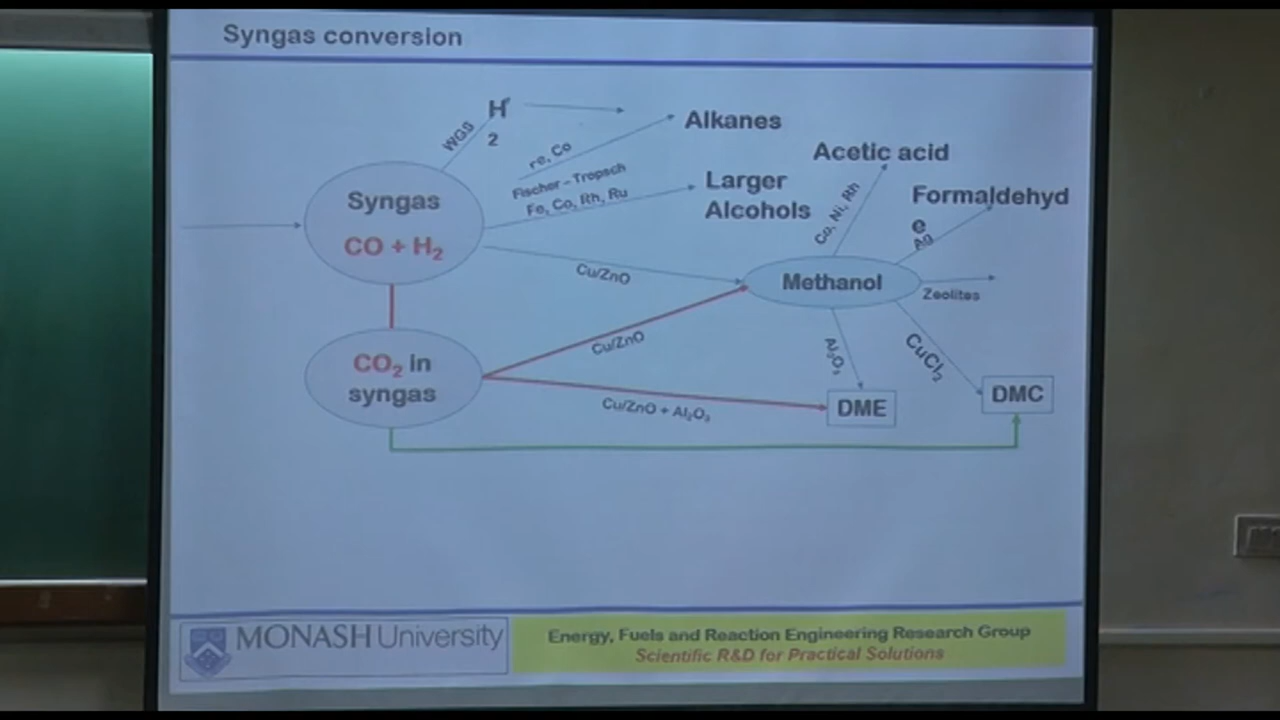 Syngas conversion
H
2
WGS
Alkanes
Fe, Co
Fischer – Tropsch
Fe, Co, Rh, Ru
Larger
Alcohols
Acetic acid
Co, Ni, Rh
Formaldehyd
e
Ag
Syngas
CO + H₂
Cu/ZnO
Methanol
Zeolites
Cu/ZnO
Al₂O₃
CuCl₂
CO₂ in
syngas
Cu/ZnO + Al₂O₃
DME
DMC
MONASH University
Energy, Fuels and Reaction Engineering Research Group
Scientific R&D for Practical Solutions